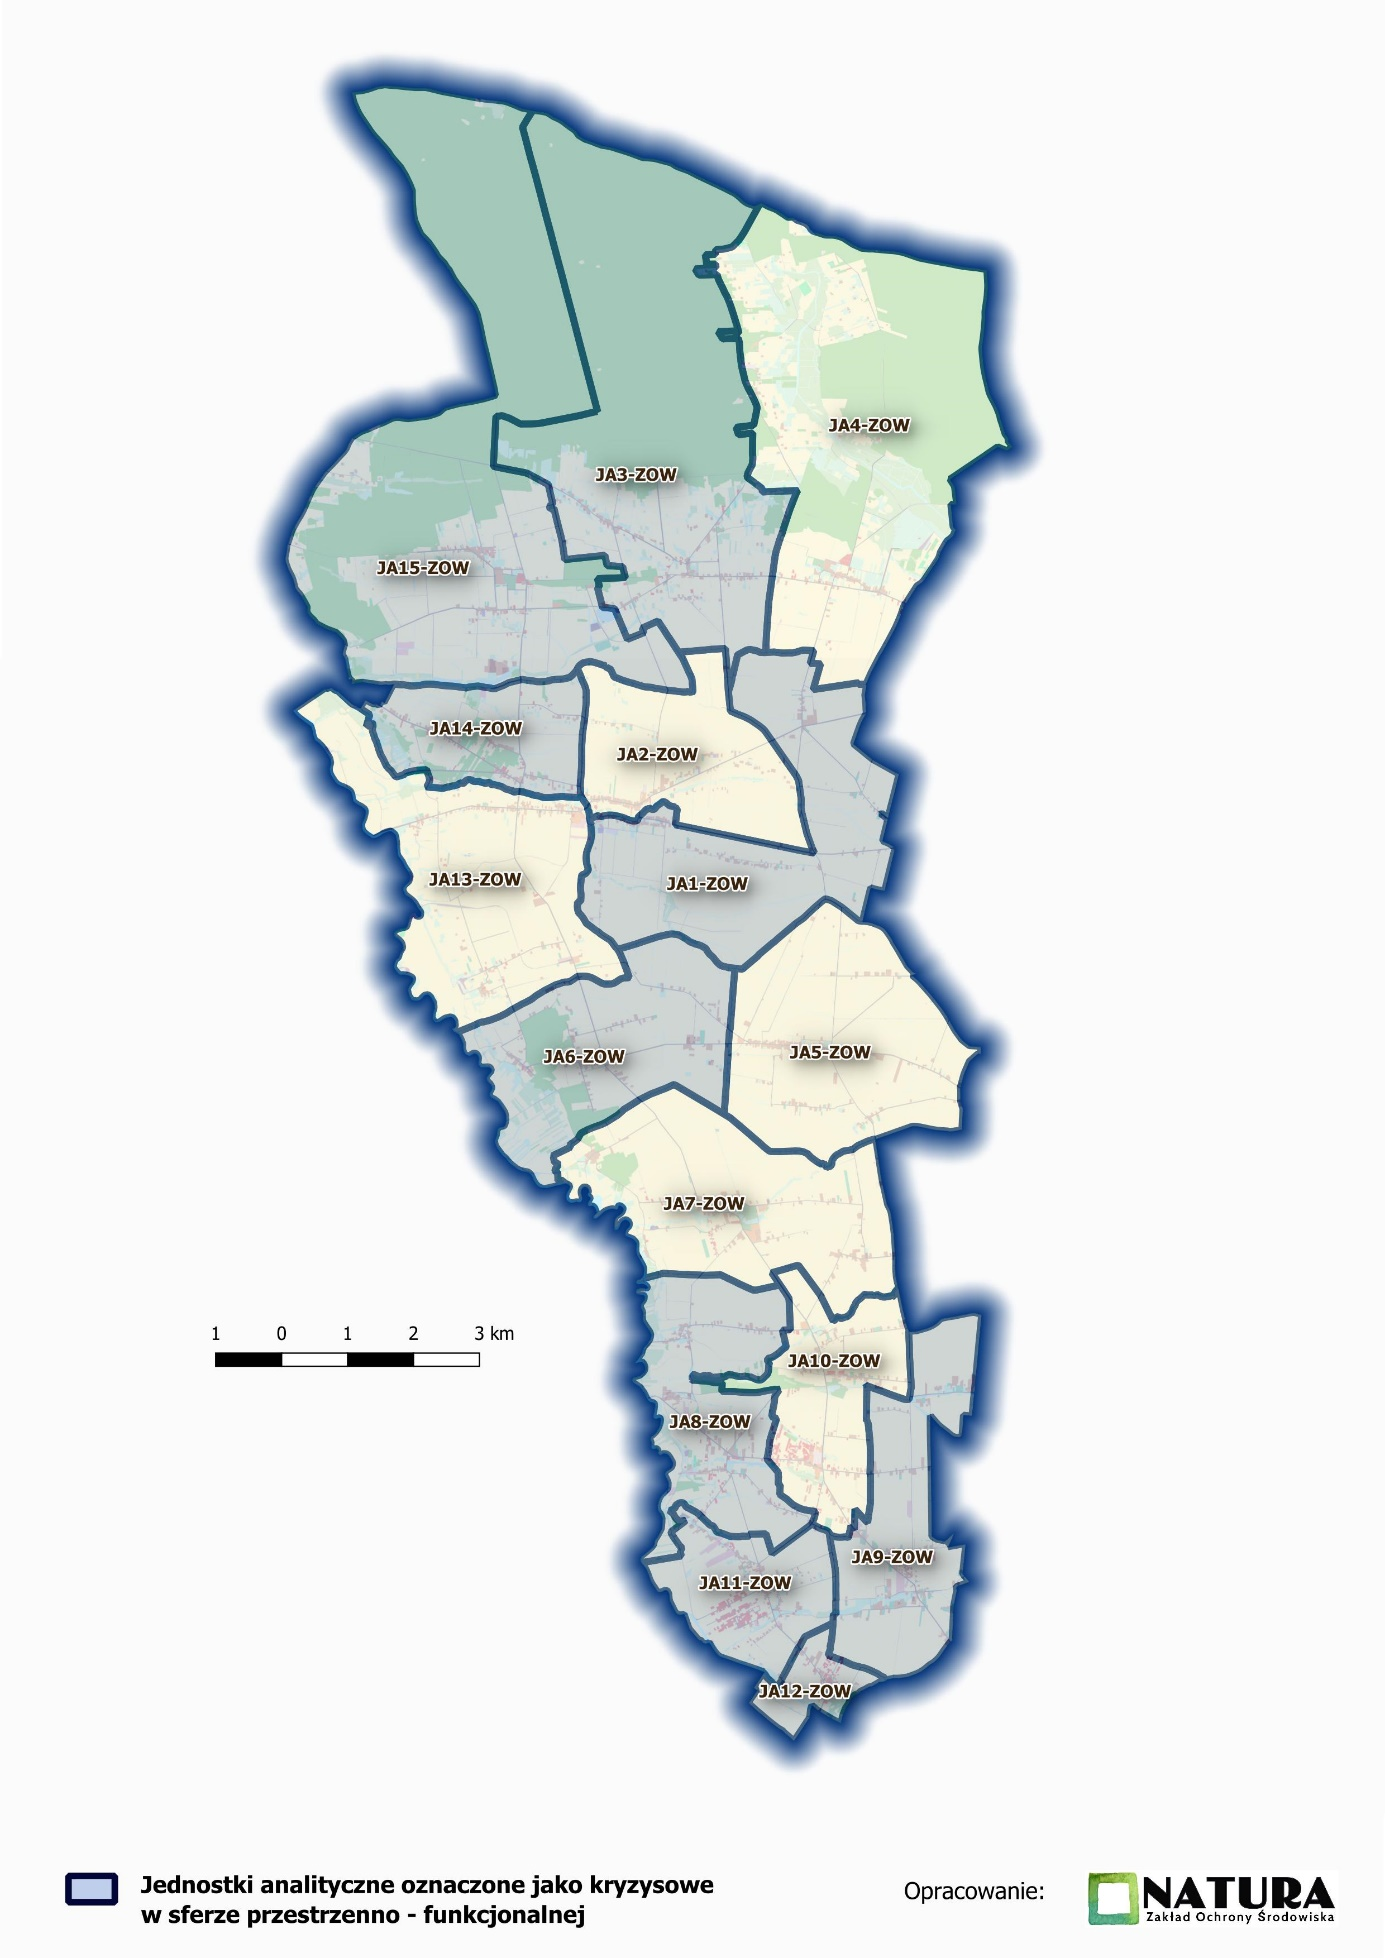 JA4-ZOW
JA3-ZOW
JA15-ZOW
JA14-ZOW
JA2-ZOW
JA13-ZOW
JA1-ZOW
JA6-ZOW
JA5-ZOW
JA7-ZOW
1 0 1 2 3 km
JA10-ZOW
JA8-ZOW
JA9-ZOW
JA11-ZOW
JA12-ZOW
Jednostki analityczne oznaczone jako kryzysowe
w sferze przestrzenno - funkcjonalnej
Opracowanie:
NATURA
Zakład Ochrony Środowiska